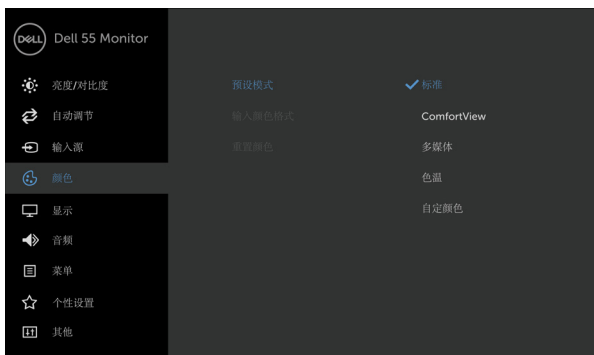 DELL Dell 55 Monitor
亮度/对比度 预设模式 标准
自动调节 输入颜色格式 ComfortView
输入源 重置颜色 多媒体
颜色 色温
显示 自定颜色
音频
菜单
个性设置
其他